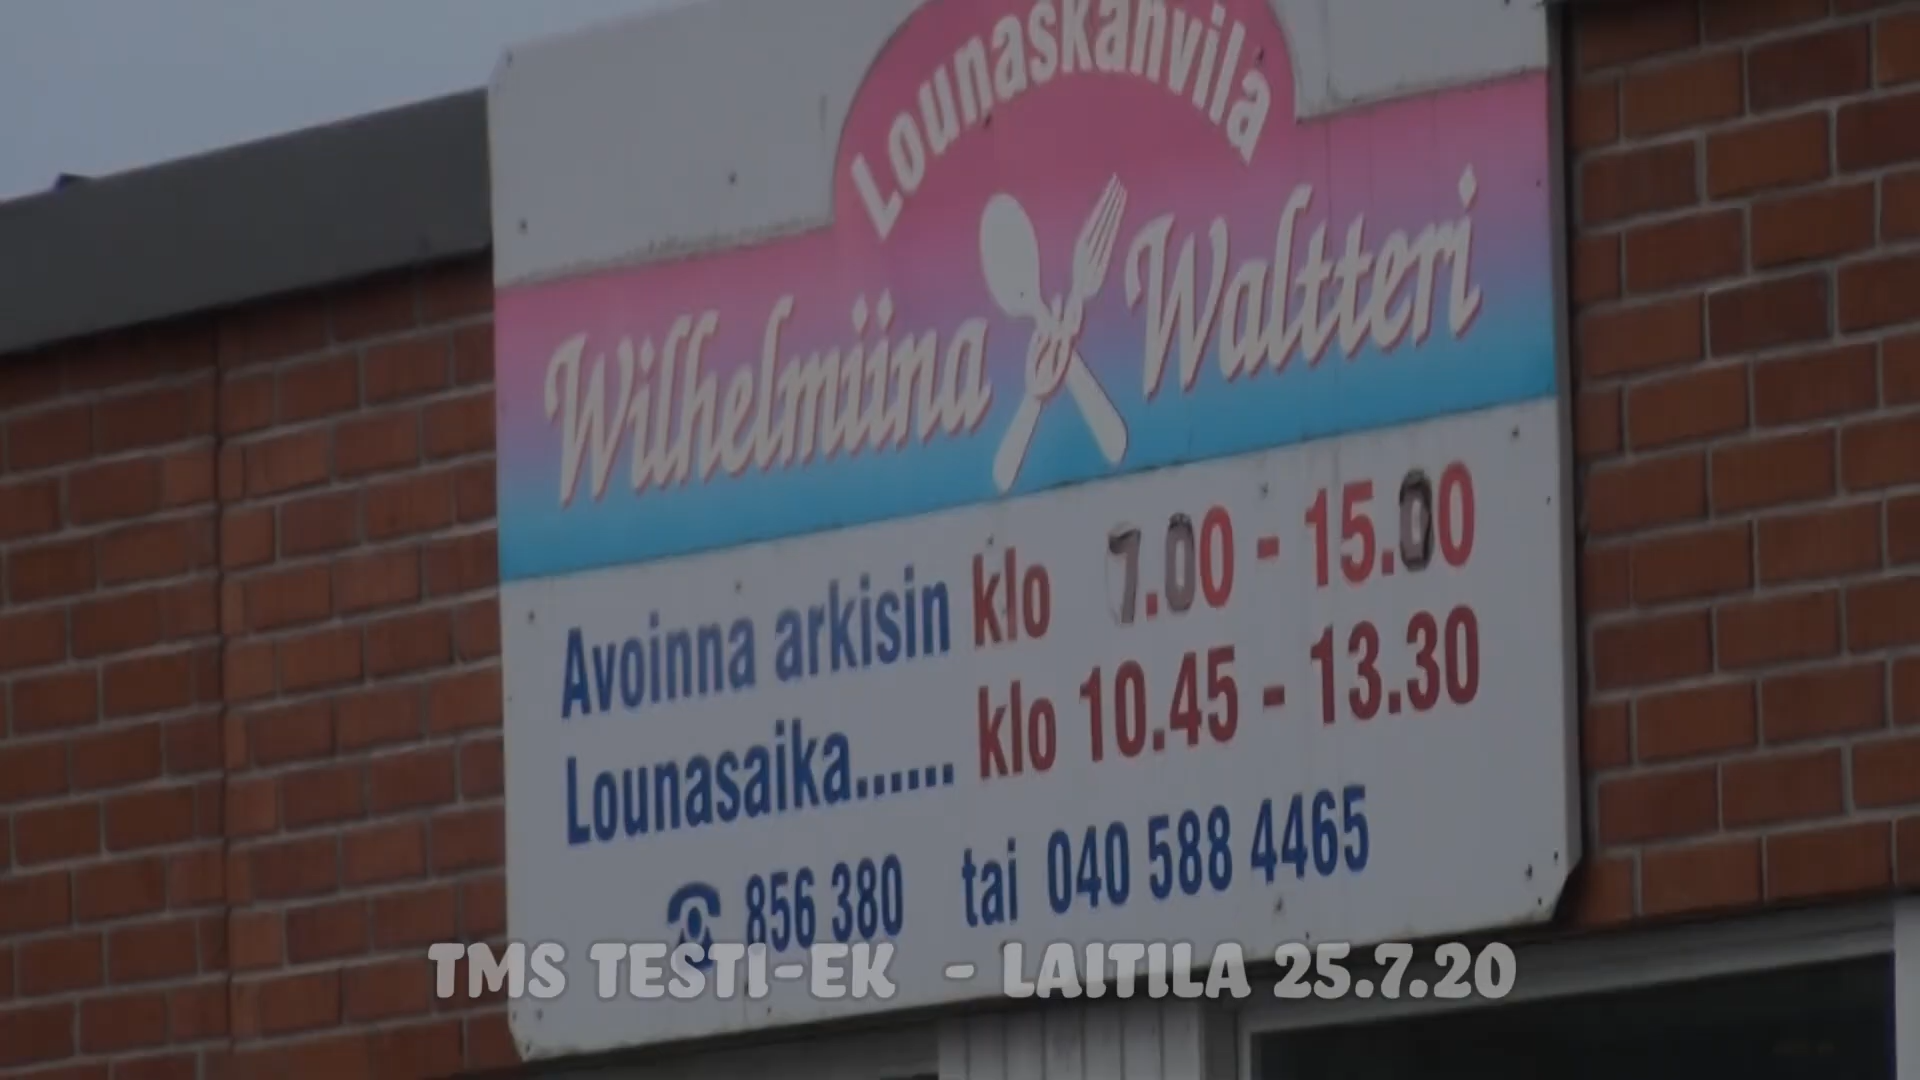 Lounaskahvila
Wilhelmiina & Waltteri
Avoinna arkisin klo 7.00 - 15.00
Lounasaika...... klo 10.45 - 13.30
856 380 tai 040 588 4465
TMS TESTI-EK - LAITILA 25.7.20